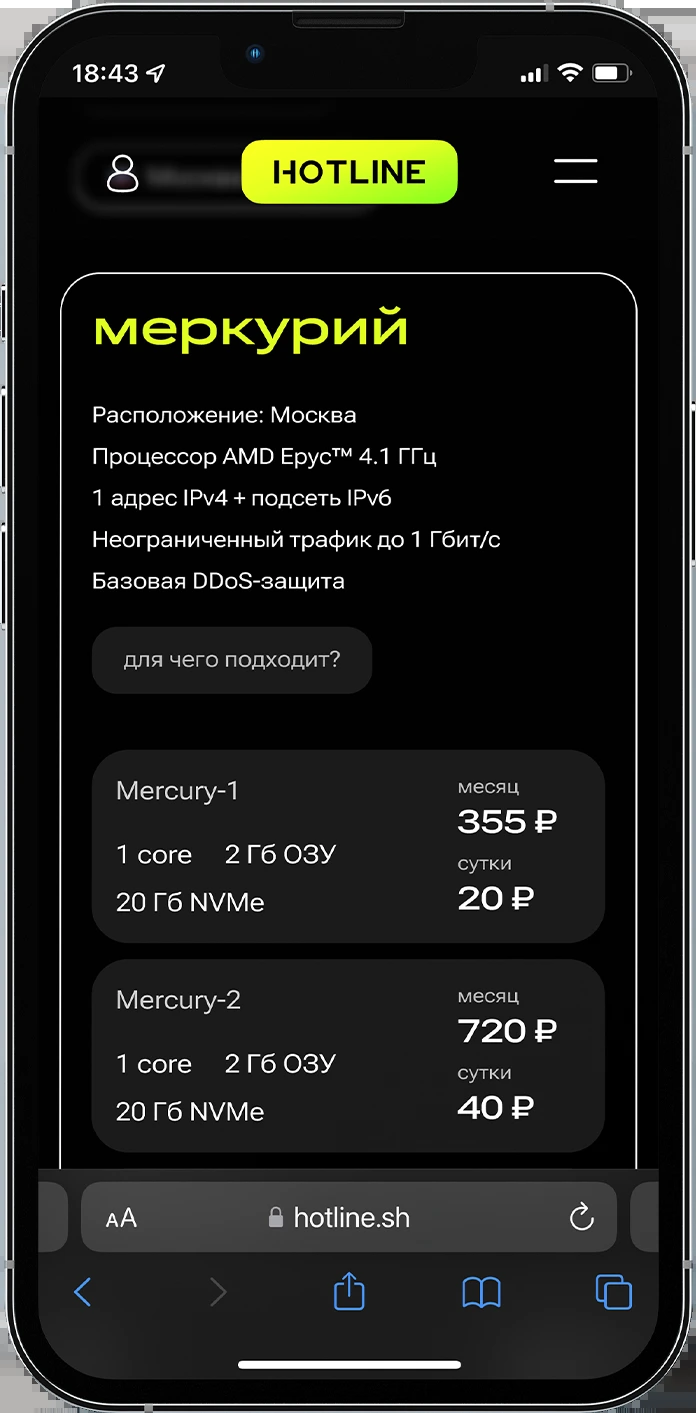 18:43
HOTLINE
меркурий
Расположение: Москва
Процессор AMD Epyc™ 4.1 ГГц
1 адрес IPv4 + подсеть IPv6
Неограниченный трафик до 1 Гбит/с
Базовая DDoS-защита
для чего подходит?
Mercury-1
месяц
355 ₽
1 core 2 Гб ОЗУ
сутки
20 Гб NVMe
20 ₽
Mercury-2
месяц
720 ₽
1 core 2 Гб ОЗУ
сутки
20 Гб NVMe
40 ₽
AA hotline.sh